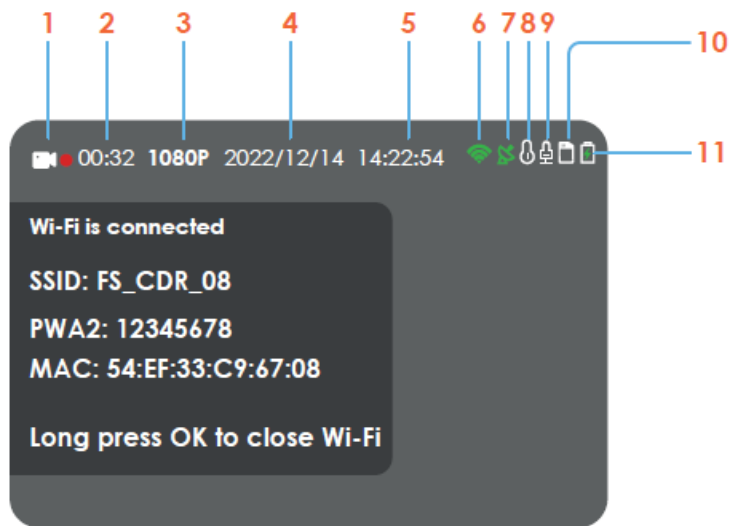 1 2 3 4 5 6 7 8 9 10
00:32 1080P 2022/12/14 14:22:54
11
Wi-Fi is connected
SSID: FS_CDR_08
PWA2: 12345678
MAC: 54:EF:33:C9:67:08
Long press OK to close Wi-Fi